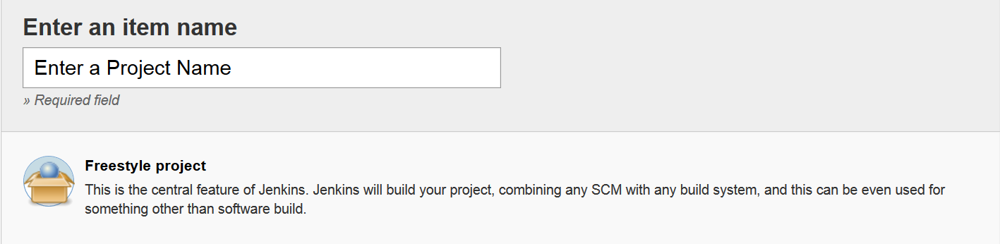 Enter an item name
Enter a Project Name
» Required field
Freestyle project
This is the central feature of Jenkins. Jenkins will build your project, combining any SCM with any build system, and this can be even used for
something other than software build.